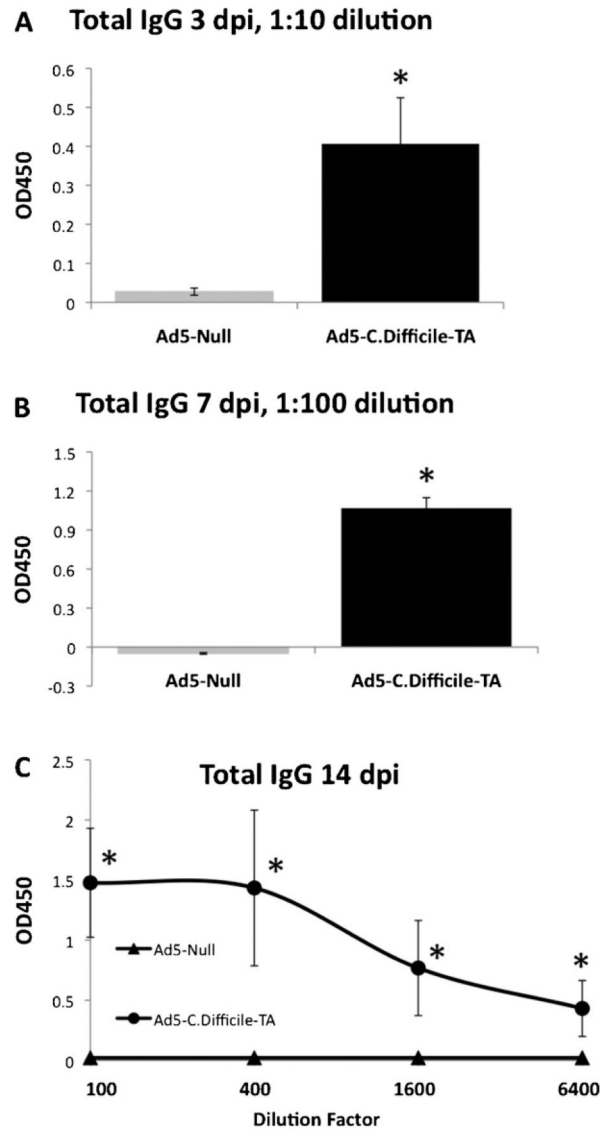 A
Total IgG 3 dpi, 1:10 dilution
*
0.6
0.5
0.4
0.3
0.2
0.1
0
OD450
Ad5-Null
Ad5-C.Difficile-TA
B
Total IgG 7 dpi, 1:100 dilution
*
1.5
1.2
0.9
0.6
0.3
0
-0.3
OD450
Ad5-Null
Ad5-C.Difficile-TA
C
Total IgG 14 dpi
2.5
2
1.5
1
0.5
0
OD450
*
*
*
*
Ad5-Null
Ad5-C.Difficile-TA
100
400
1600
6400
Dilution Factor